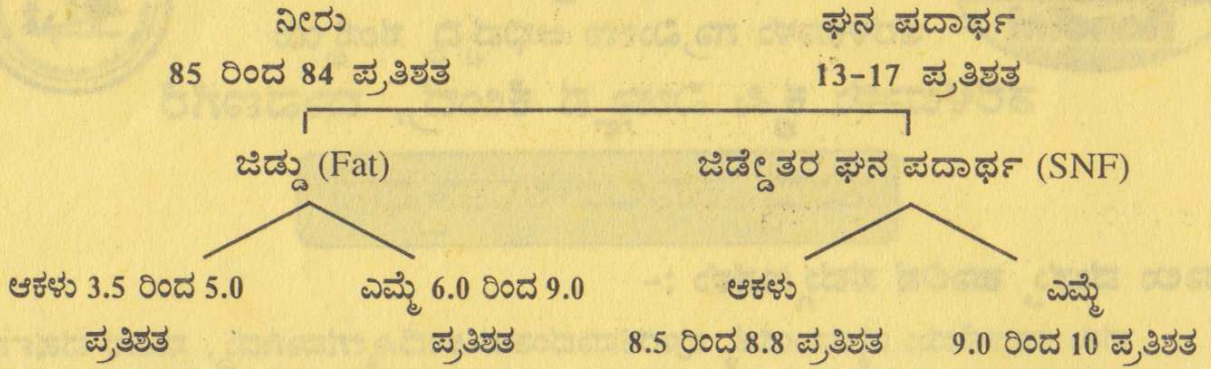 ನೀರು ಘನ ಪದಾರ್ಥ
85 ರಿಂದ 84 ಪ್ರತಿಶತ 13-17 ಪ್ರತಿಶತ
ಜಿಡ್ಡು (Fat) ಜಿಡ್ಡೇತರ ಘನ ಪದಾರ್ಥ (SNF)
ಆಕಳು 3.5 ರಿಂದ 5.0 ಎಮ್ಮೆ 6.0 ರಿಂದ 9.0 ಆಕಳು ಎಮ್ಮೆ
ಪ್ರತಿಶತ ಪ್ರತಿಶತ 8.5 ರಿಂದ 8.8 ಪ್ರತಿಶತ 9.0 ರಿಂದ 10 ಪ್ರತಿಶತ